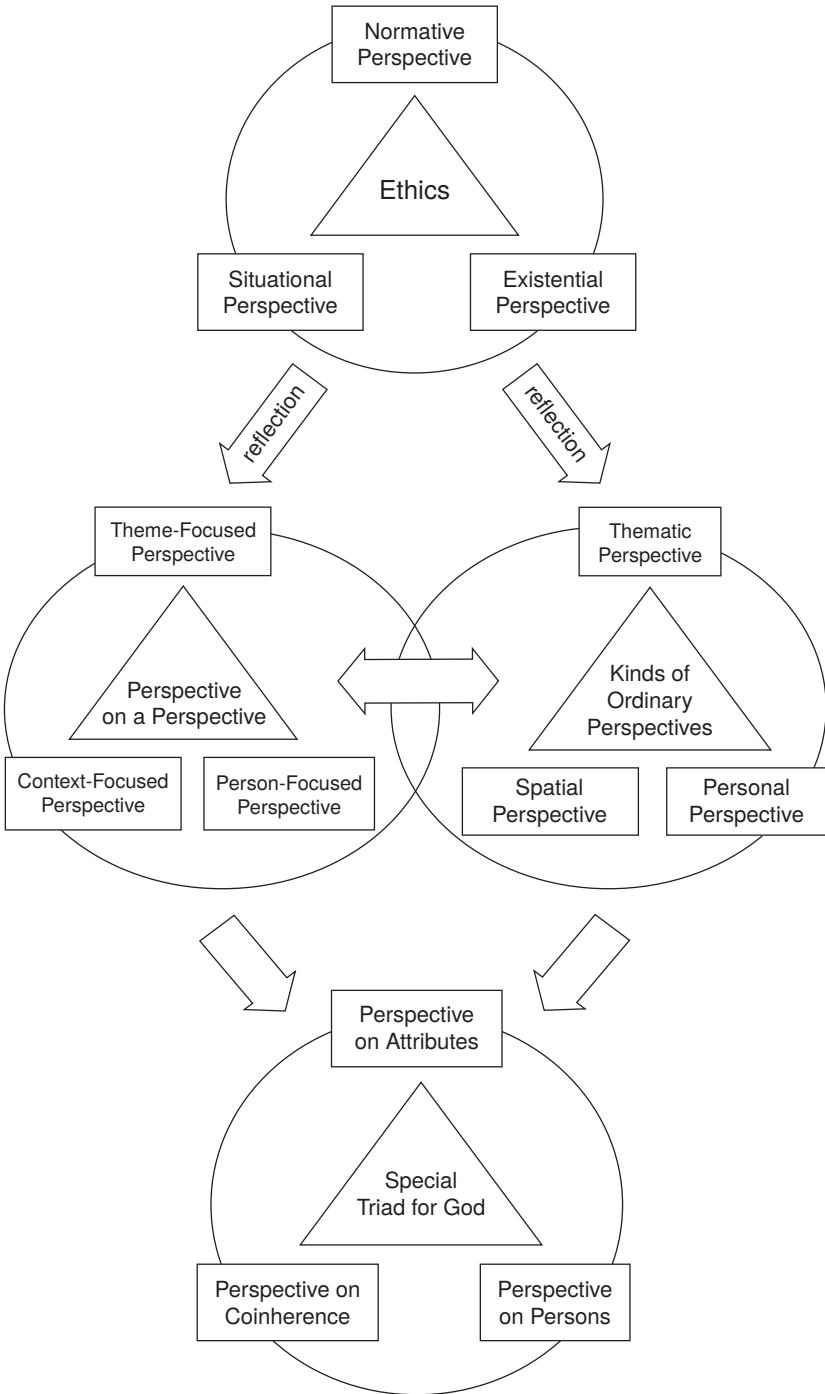 Normative
Perspective
Ethics
Situational
Perspective
Existential
Perspective
reflection
reflection
Theme-Focused
Perspective
Thematic
Perspective
Perspective
on a Perspective
Kinds of
Ordinary
Perspectives
Context-Focused
Perspective
Person-Focused
Perspective
Spatial
Perspective
Personal
Perspective
Perspective
on Attributes
Special
Triad for God
Perspective on
Coinherence
Perspective
on Persons